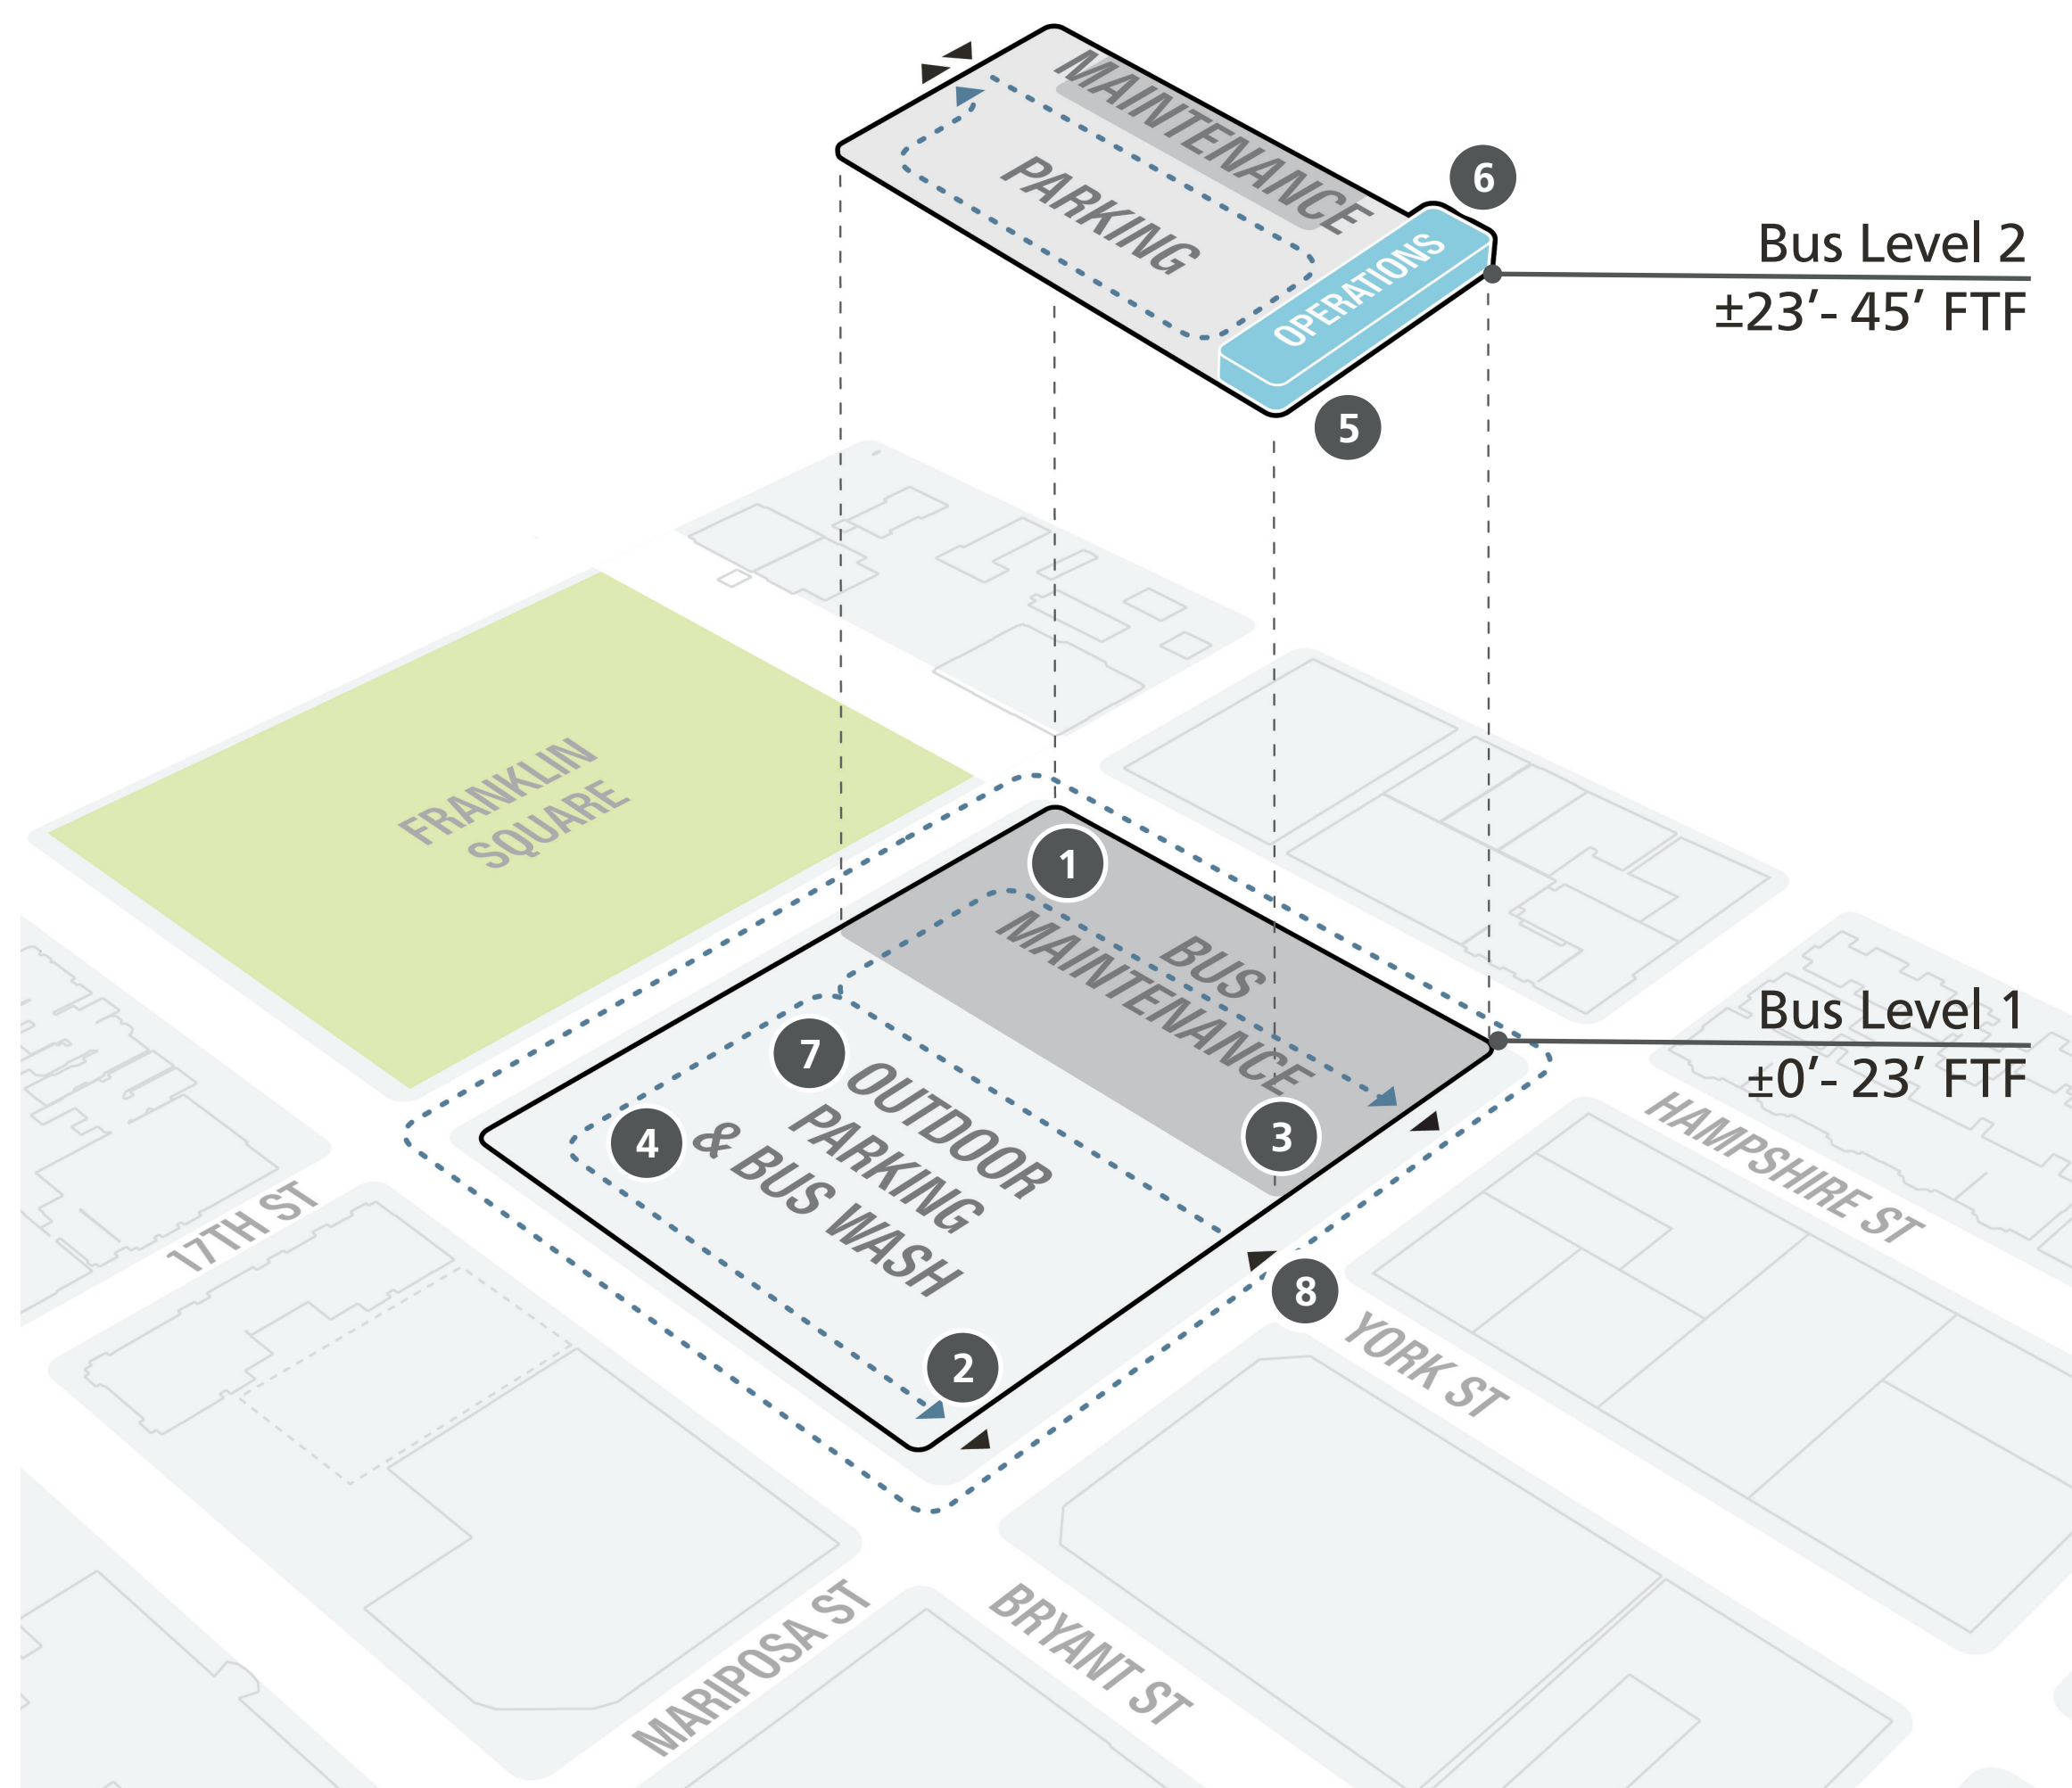 MAINTENANCE
PARKING
OPERATIONS
6
5
Bus Level 2
±23’- 45’ FTF
FRANKLIN
SQUARE
1
BUS
MAINTENANCE
3
7
4
OUTDOOR
PARKING
& BUS WASH
2
8
Bus Level 1
±0’- 23’ FTF
HAMPSHIRE ST
YORK ST
17TH ST
MARIPOSA ST
BRYANT ST